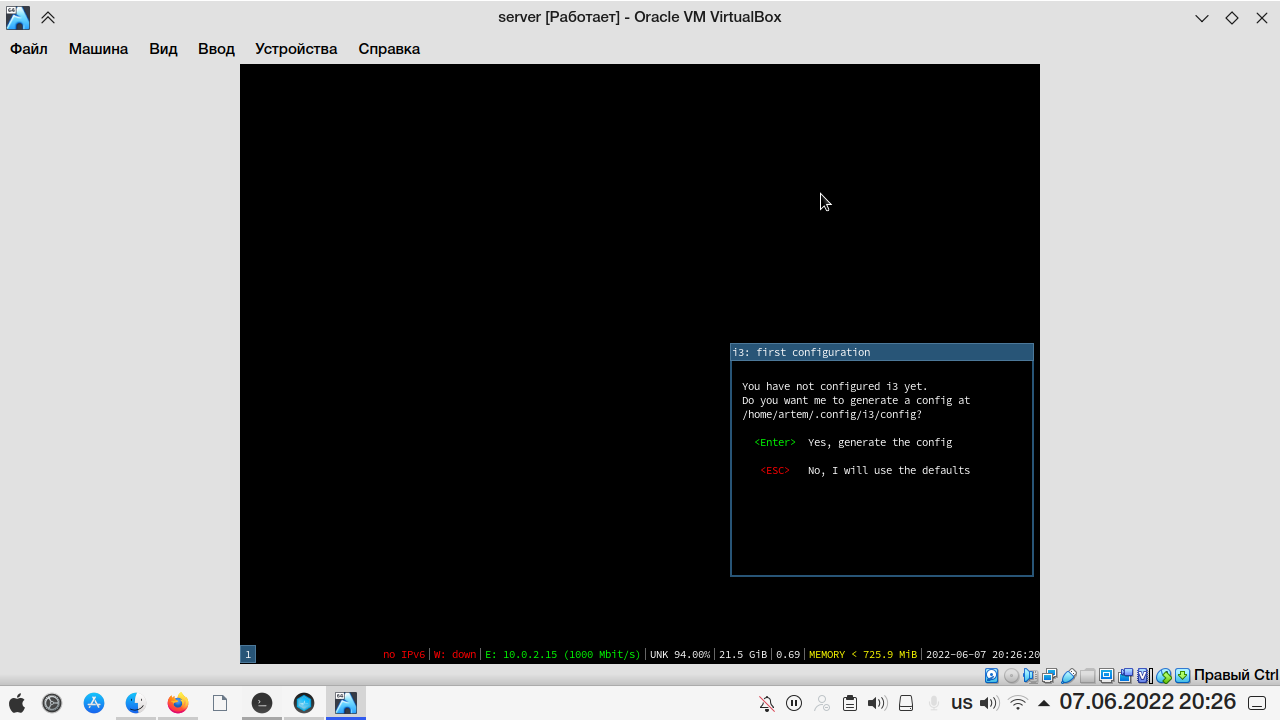 server [Работает] - Oracle VM VirtualBox
Файл Машина Вид Ввод Устройства Справка
i3: first configuration
You have not configured i3 yet.
Do you want me to generate a config at
/home/artem/.config/i3/config?
<Enter> Yes, generate the config
<ESC> No, I will use the defaults
1 no IPv6|W: down|E: 10.0.2.15 (1000 Mbit/s)|UNK 94.00%|21.5 GiB|0.69|MEMORY < 725.9 MiB|2022-06-07 20:26:20
Правый Ctrl
us 07.06.2022 20:26